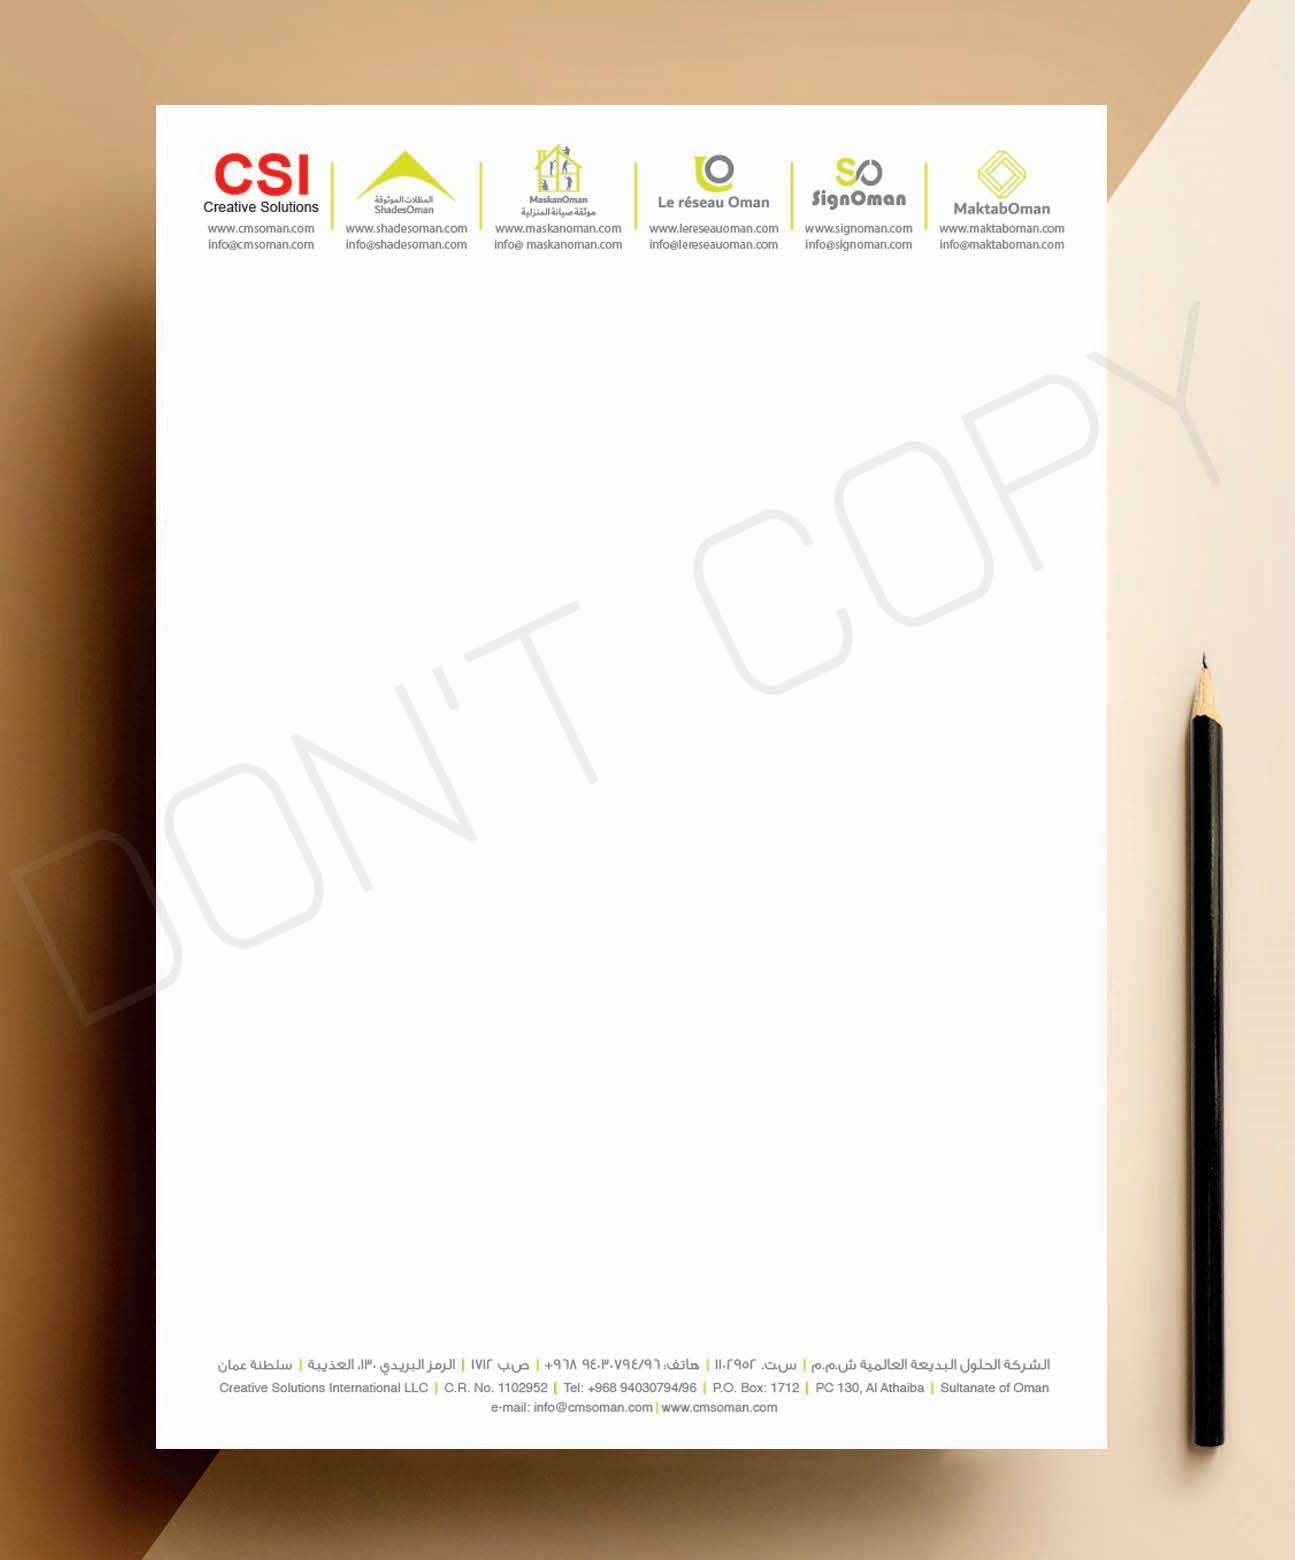 CSI
Creative Solutions
www.cmsoman.com
info@cmsoman.com
المظلات الموثوقة
ShadesOman
www.shadesoman.com
info@shadesoman.com
MaskanOman
موثقة صيانة المنزلية
www.maskanoman.com
info@ maskanoman.com
Le réseau Oman
www.lereseauoman.com
info@lereseauoman.com
SO
SignOman
www.signoman.com
info@signoman.com
MaktabOman
www.maktaboman.com
info@maktaboman.com
DON'T COPY
الشركة الحلول البديعة العالمية ش.م.م | س.ت. ١١٠٢٩٥٢ | هاتف: ٩٤٠٣٠٧٩٤/٩٦ ٩٦٨+ | ص.ب ١٧١٢ | الرمز البريدي ١٣٠، العذيبة | سلطنة عمان
Creative Solutions International LLC | C.R. No. 1102952 | Tel: +968 94030794/96 | P.O. Box: 1712 | PC 130, Al Athaiba | Sultanate of Oman
e-mail: info@cmsoman.com|www.cmsoman.com